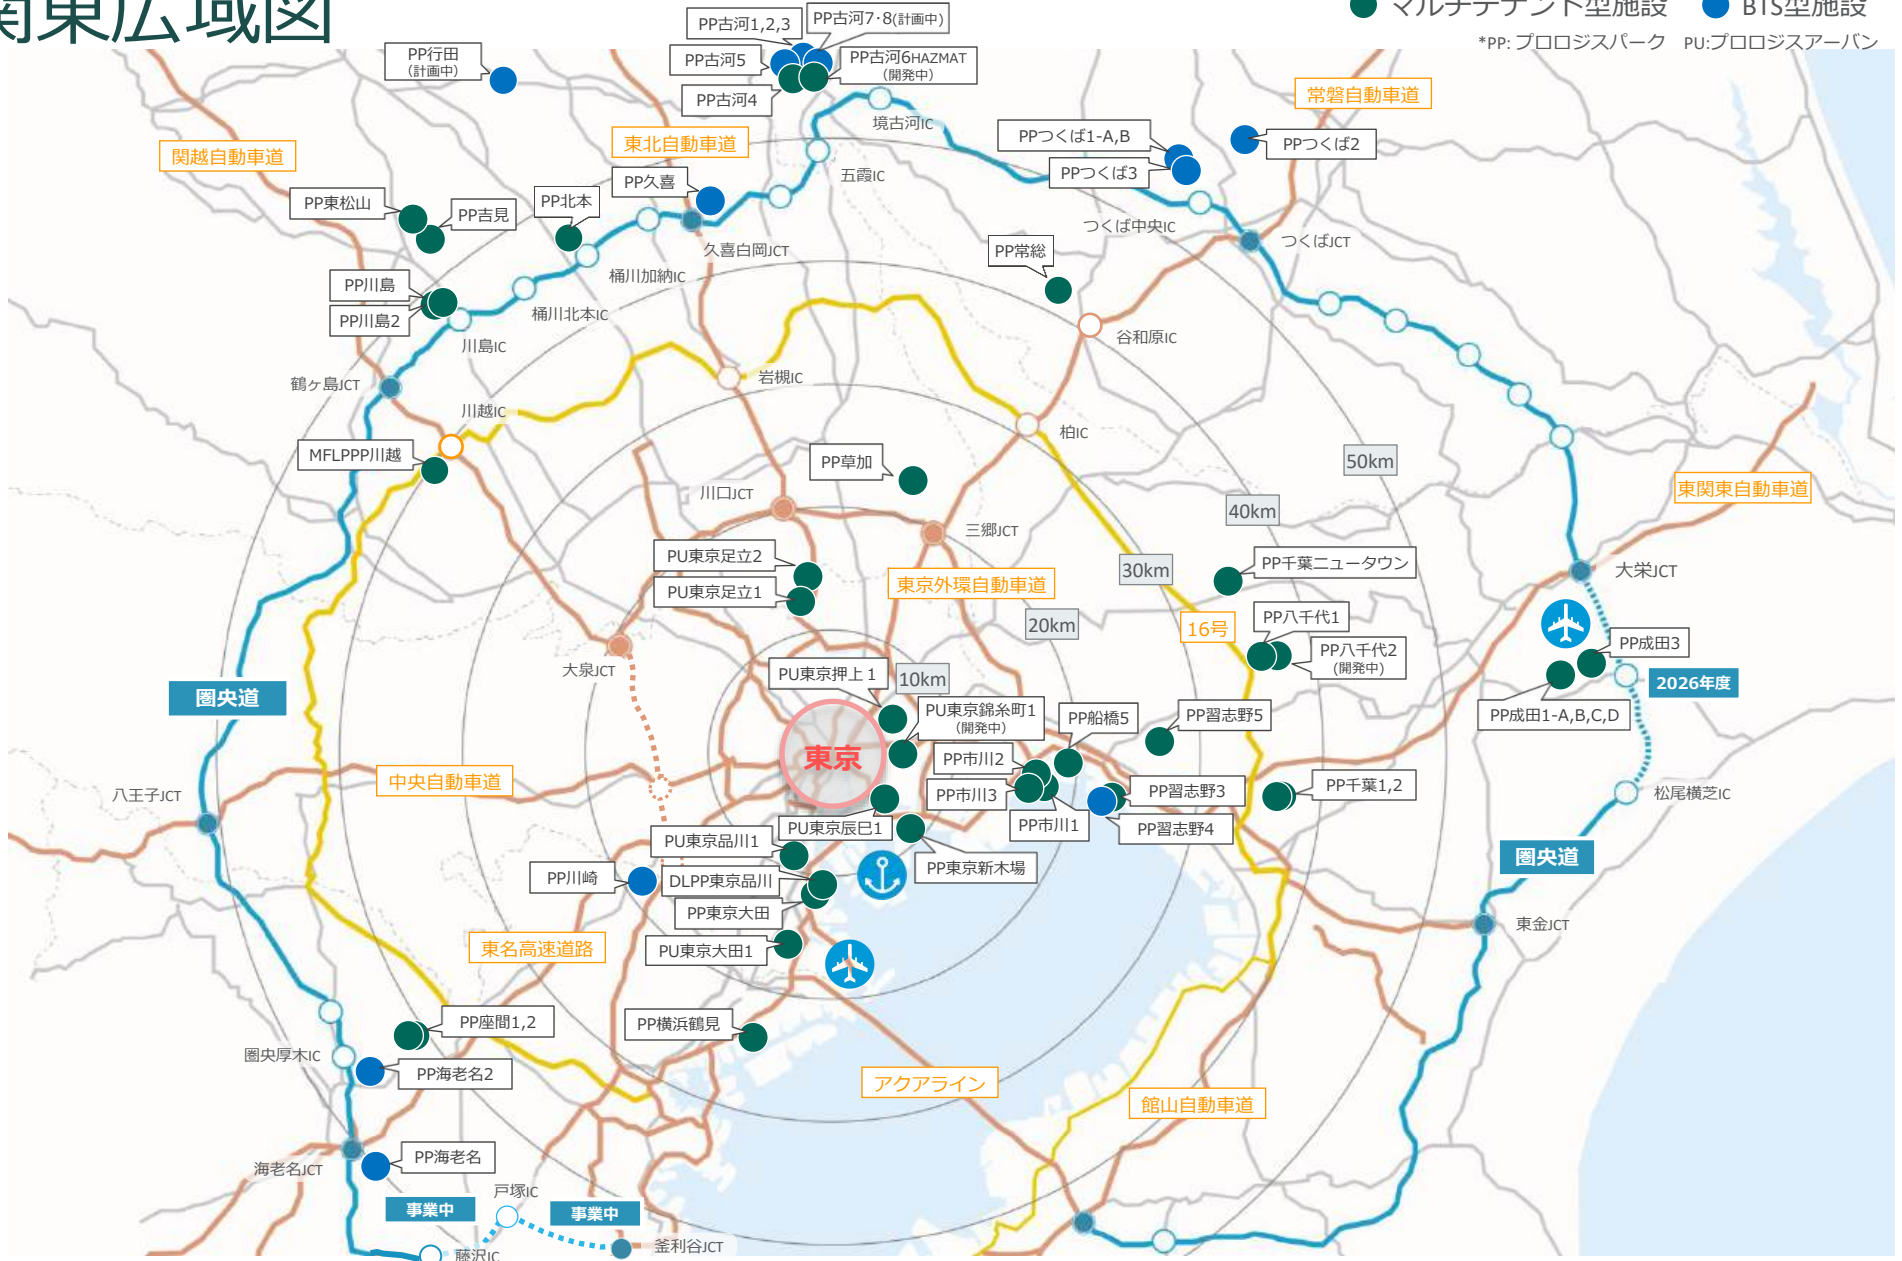 関東広域図
マルチテナント型施設
BTS型施設
*PP: プロロジスパーク PU:プロロジスアーバン
PP行田
(計画中)
PP古河1,2,3
PP古河7･8(計画中)
PP古河5
PP古河6HAZMAT
(開発中)
PP古河4
常磐自動車道
境古河IC
関越自動車道
東北自動車道
PPつくば1-A,B
PPつくば2
PPつくば3
五霞IC
PP久喜
PP東松山
PP吉見
PP北本
つくば中央IC
つくばJCT
久喜白岡JCT
PP常総
桶川加納IC
PP川島
PP川島2
桶川北本IC
川島IC
谷和原IC
鶴ヶ島JCT
岩槻IC
川越IC
柏IC
MFLPPP川越
PP草加
50km
川口JCT
東関東自動車道
40km
三郷JCT
PU東京足立2
PU東京足立1
東京外環自動車道
30km
PP千葉ニュータウン
大栄JCT
20km
16号
PP八千代1
PP八千代2
(開発中)
PP成田3
大泉JCT
PU東京押上１
10km
2026年度
圏央道
PU東京錦糸町1
(開発中)
PP船橋5
PP習志野5
PP成田1-A,B,C,D
東京
PP市川2
中央自動車道
PP市川3
PP習志野3
PP千葉1,2
八王子JCT
松尾横芝IC
PU東京辰巳1
PP市川1
PP習志野4
PU東京品川1
圏央道
PP東京新木場
PP川崎
DLPP東京品川
PP東京大田
東金JCT
東名高速道路
PU東京大田1
PP座間1,2
PP横浜鶴見
圏央厚木IC
PP海老名2
アクアライン
館山自動車道
海老名JCT
PP海老名
戸塚IC
事業中
事業中
藤沢IC
釜利谷JCT